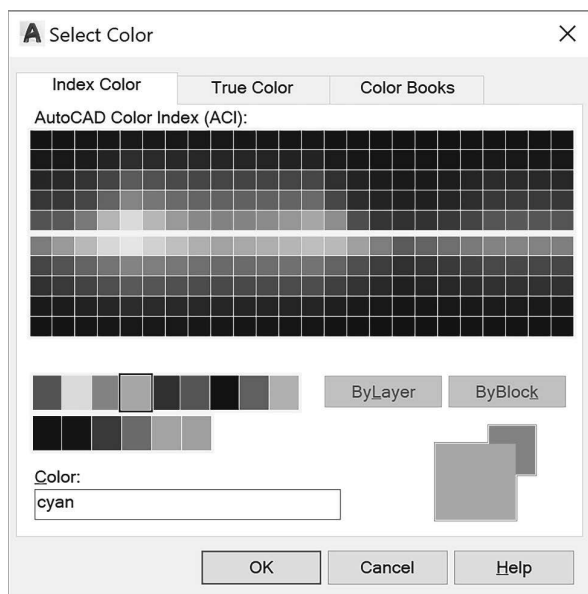 A Select Color
Index Color True Color Color Books
AutoCAD Color Index (ACI):
ByLayer ByBlock
Color:
cyan
OK Cancel Help